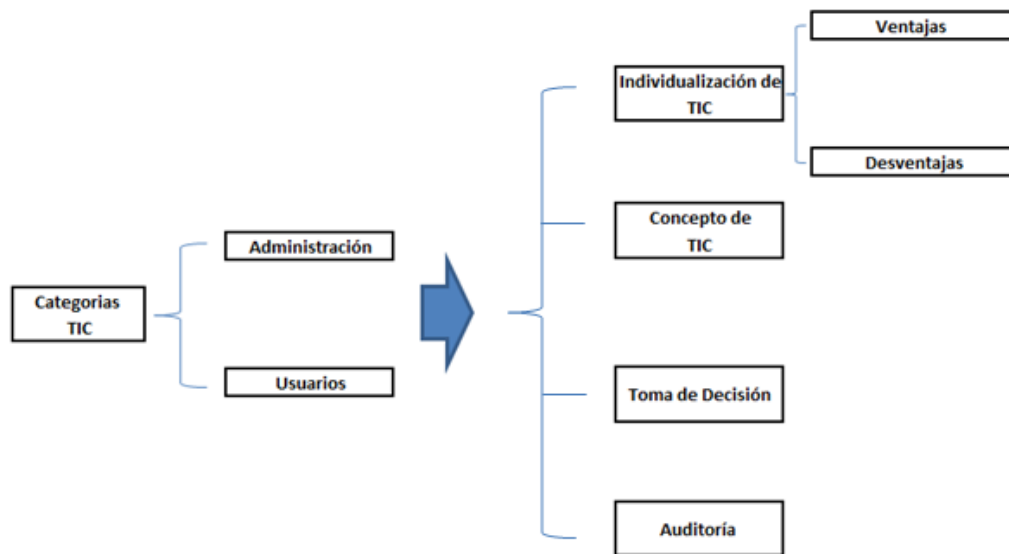 Categorias
TIC
Administración
Usuarios
Individualización de
TIC
Ventajas
Desventajas
Concepto de
TIC
Toma de Decisión
Auditoría